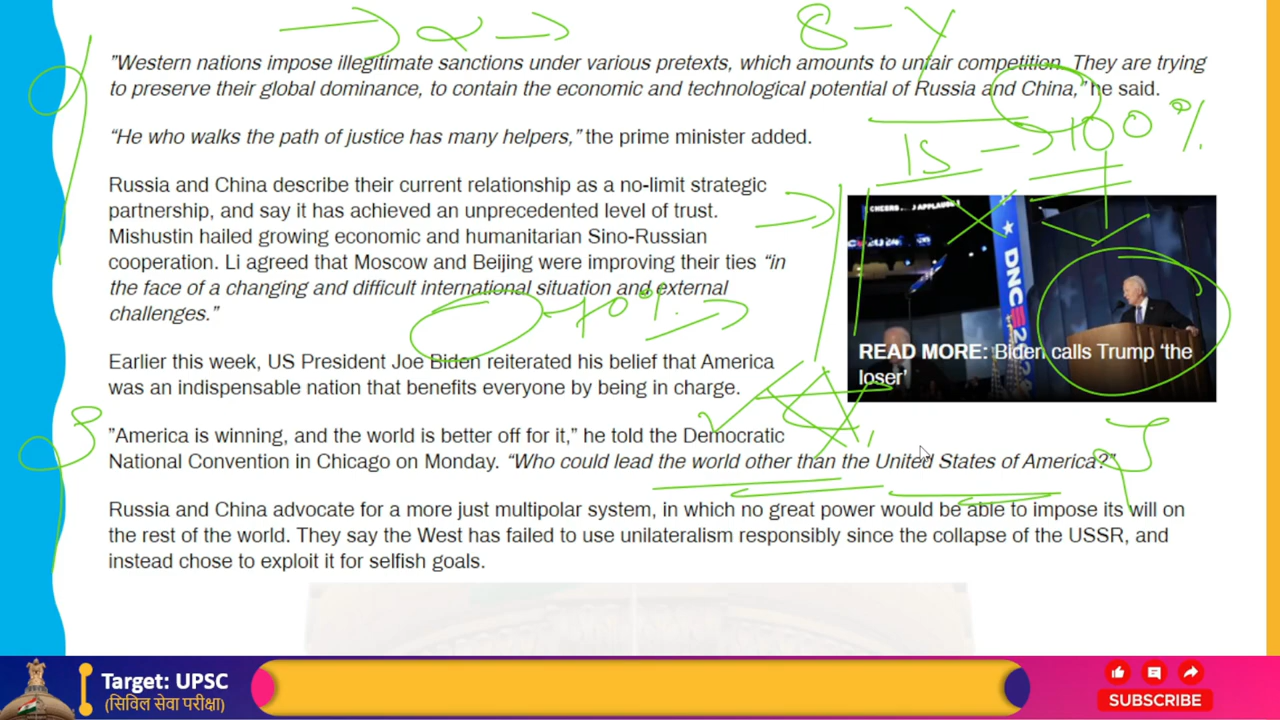 8 - Y
"Western nations impose illegitimate sanctions under various pretexts, which amounts to unfair competition. They are trying
to preserve their global dominance, to contain the economic and technological potential of Russia and China," he said.
"He who walks the path of justice has many helpers," the prime minister added.
15 → 100%
Russia and China describe their current relationship as a no-limit strategic
partnership, and say it has achieved an unprecedented level of trust.
Mishustin hailed growing economic and humanitarian Sino-Russian
cooperation. Li agreed that Moscow and Beijing were improving their ties "in
the face of a changing and difficult international situation and external
challenges."
CHEERS AND APPLAUSE
DNC
READ MORE: Biden calls Trump 'the
loser'
Earlier this week, US President Joe Biden reiterated his belief that America
was an indispensable nation that benefits everyone by being in charge.
"America is winning, and the world is better off for it," he told the Democratic
National Convention in Chicago on Monday. "Who could lead the world other than the United States of America?"
Russia and China advocate for a more just multipolar system, in which no great power would be able to impose its will on
the rest of the world. They say the West has failed to use unilateralism responsibly since the collapse of the USSR, and
instead chose to exploit it for selfish goals.
Target: UPSC
(सिविल सेवा परीक्षा)
SUBSCRIBE